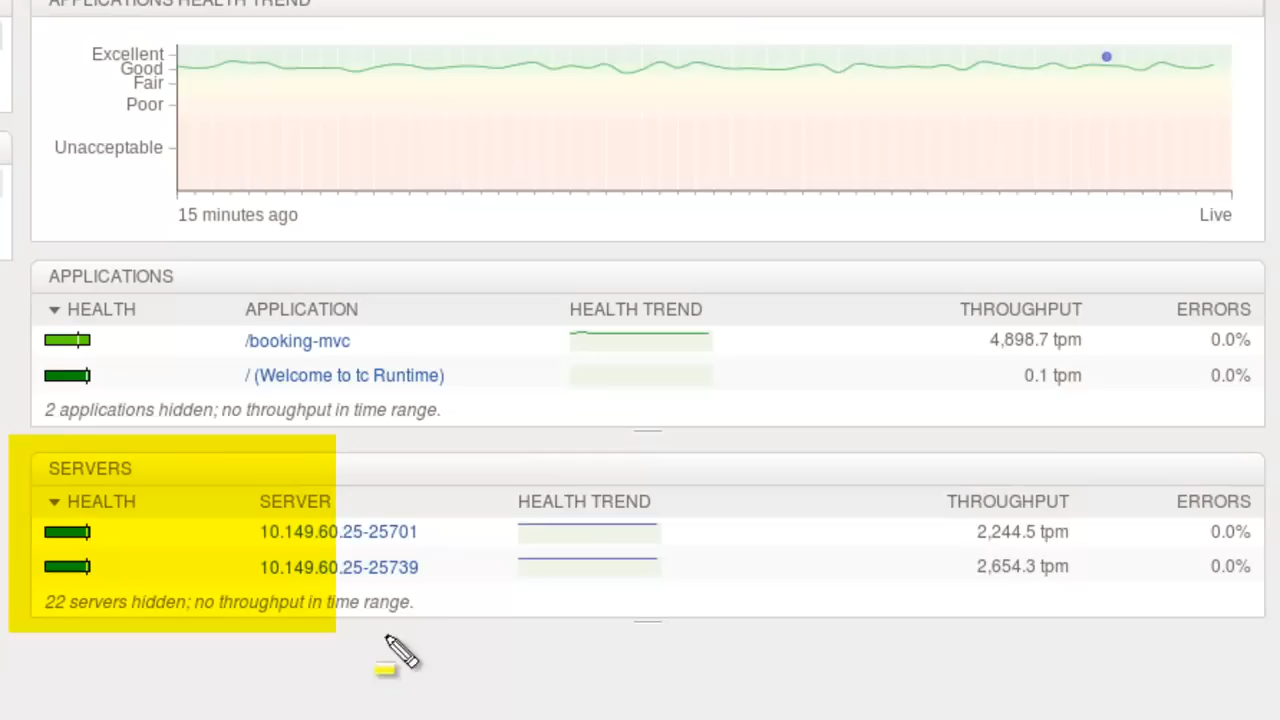 APPLICATIONS HEALTH TREND
Excellent
Good
Fair
Poor
Unacceptable
15 minutes ago Live
APPLICATIONS
HEALTH APPLICATION HEALTH TREND THROUGHPUT ERRORS
/booking-mvc 4,898.7 tpm 0.0%
/ (Welcome to tc Runtime) 0.1 tpm 0.0%
2 applications hidden; no throughput in time range.
SERVERS
HEALTH SERVER HEALTH TREND THROUGHPUT ERRORS
10.149.60.25-25701 2,244.5 tpm 0.0%
10.149.60.25-25739 2,654.3 tpm 0.0%
22 servers hidden; no throughput in time range.